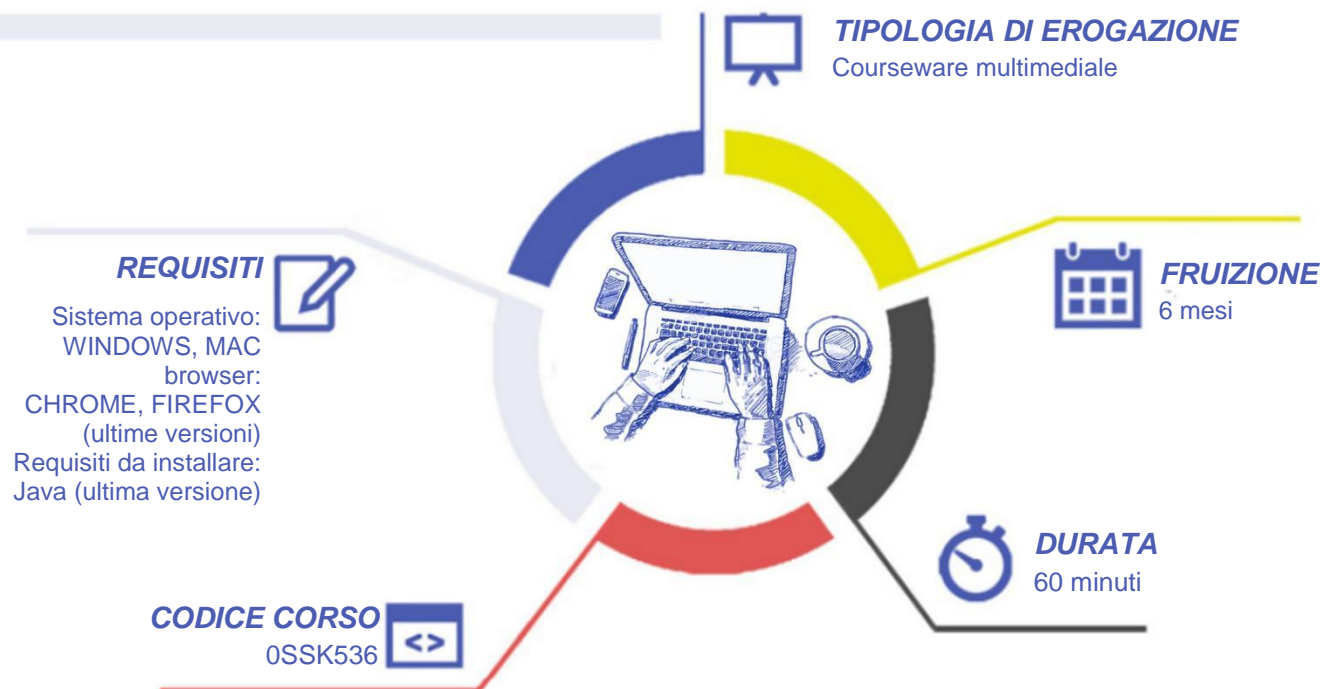 TIPOLOGIA DI EROGAZIONE
Courseware multimediale
REQUISITI
Sistema operativo:
WINDOWS, MAC
browser:
CHROME, FIREFOX
(ultime versioni)
Requisiti da installare:
Java (ultima versione)
FRUIZIONE
6 mesi
DURATA
60 minuti
CODICE CORSO
0SSK536